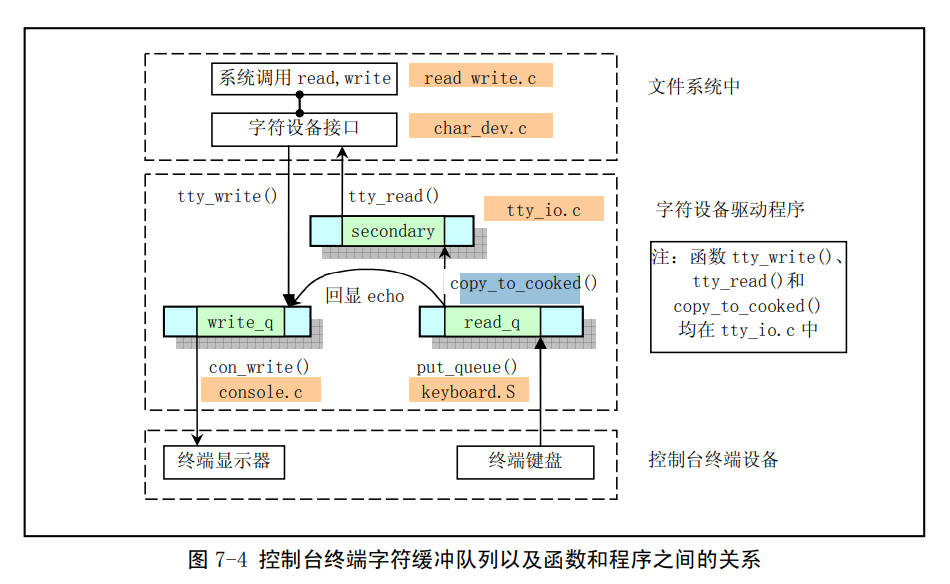 系统调用 read,write
read write.c
文件系统中
字符设备接口
char_dev.c
tty_write()
tty_read()
tty_io.c
字符设备驱动程序
secondary
注：函数 tty_write()、
tty_read()和
copy_to_cooked()
均在 tty_io.c 中
copy_to_cooked()
回显 echo
write_q
read_q
con_write()
put_queue()
console.c
keyboard.S
终端显示器
终端键盘
控制台终端设备
图 7-4 控制台终端字符缓冲队列以及函数和程序之间的关系